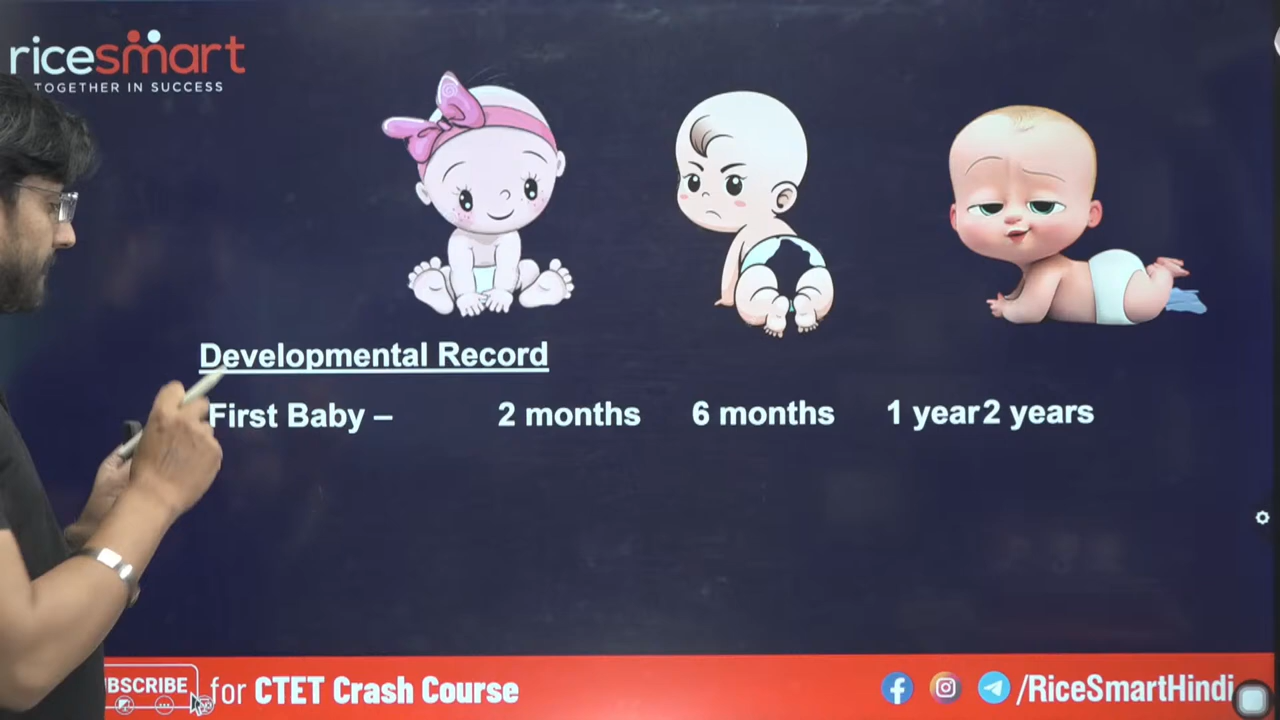 ricesmart
TOGETHER IN SUCCESS
Developmental Record
First Baby – 2 months 6 months 1 year 2 years
BSCRIBE for CTET Crash Course
/RiceSmartHindi